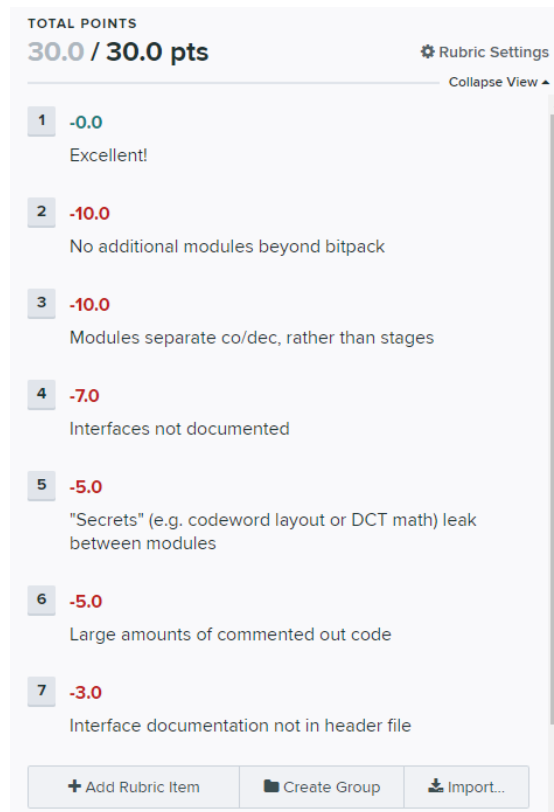 TOTAL POINTS
30.0 / 30.0 pts
Rubric Settings
Collapse View
1 -0.0
Excellent!
2 -10.0
No additional modules beyond bitpack
3 -10.0
Modules separate co/dec, rather than stages
4 -7.0
Interfaces not documented
5 -5.0
"Secrets" (e.g. codeword layout or DCT math) leak
between modules
6 -5.0
Large amounts of commented out code
7 -3.0
Interface documentation not in header file
+ Add Rubric Item Create Group Import...